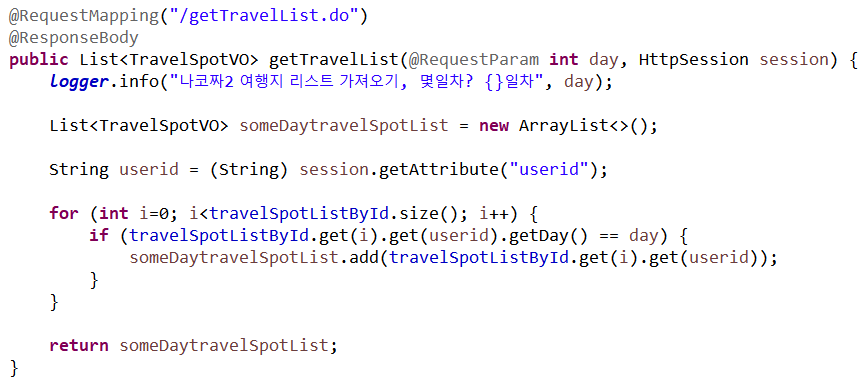 @RequestMapping("/getTravelList.do")
@ResponseBody
public List<TravelSpotVO> getTravelList(@RequestParam int day, HttpSession session) {
    logger.info("나코짜2 여행지 리스트 가져오기, 몇일차? {}일차", day);

    List<TravelSpotVO> someDaytravelSpotList = new ArrayList<>();

    String userid = (String) session.getAttribute("userid");

    for (int i=0; i<travelSpotListById.size(); i++) {
        if (travelSpotListById.get(i).get(userid).getDay() == day) {
            someDaytravelSpotList.add(travelSpotListById.get(i).get(userid));
        }
    }

    return someDaytravelSpotList;
}